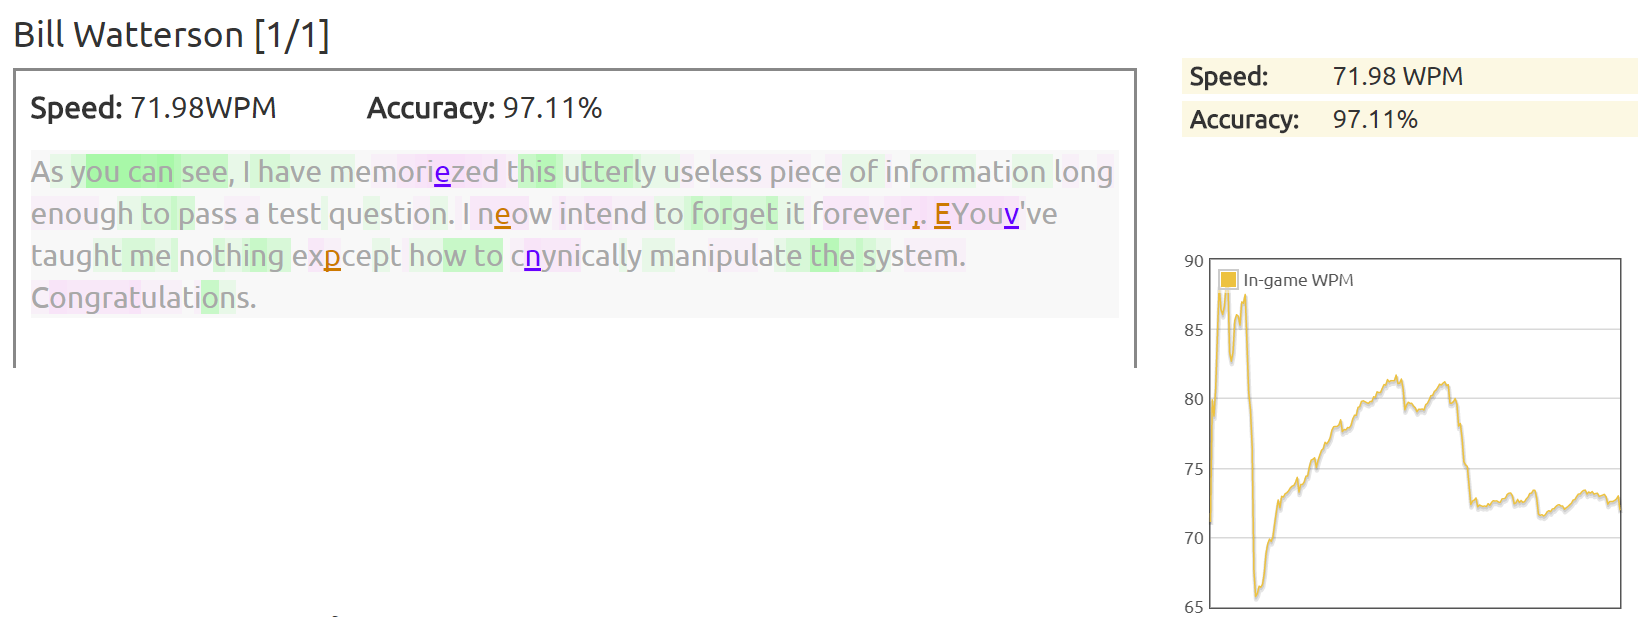 Bill Watterson [1/1]
Speed: 71.98WPM Accuracy: 97.11%
As you can see, I have memoriezed this utterly useless piece of information long
enough to pass a test question. I neow intend to forget it forever,. EYouv've
taught me nothing expcept how to cnynically manipulate the system.
Congratulations.
Speed: 71.98 WPM
Accuracy: 97.11%
90
In-game WPM
85
80
75
70
65